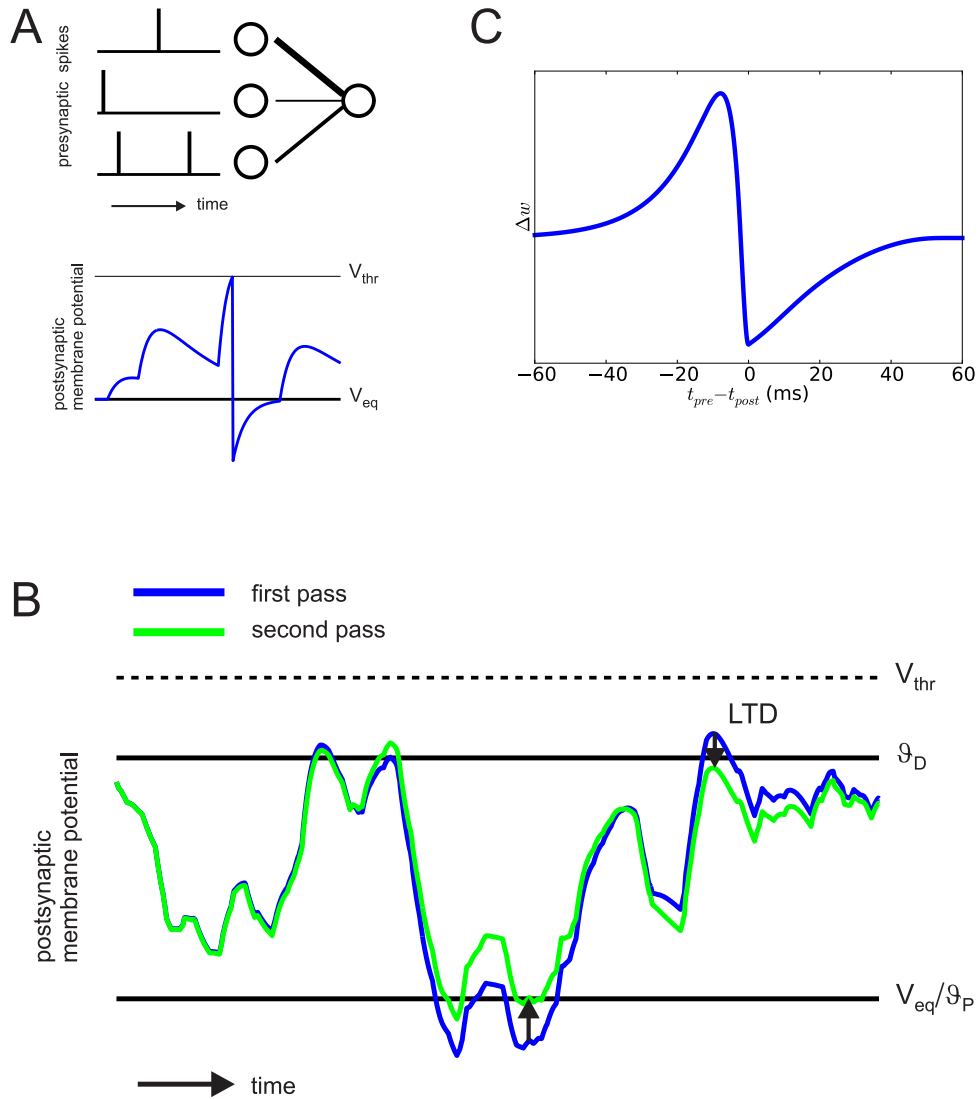 A
presynaptic spikes
time
postsynaptic
membrane potential
V_thr
V_eq
C
Δw
−60
−40
−20
0
20
40
60
t_pre−t_post (ms)
B
first pass
second pass
V_thr
LTD
ϑ_D
postsynaptic
membrane potential
V_eq/ϑ_P
time